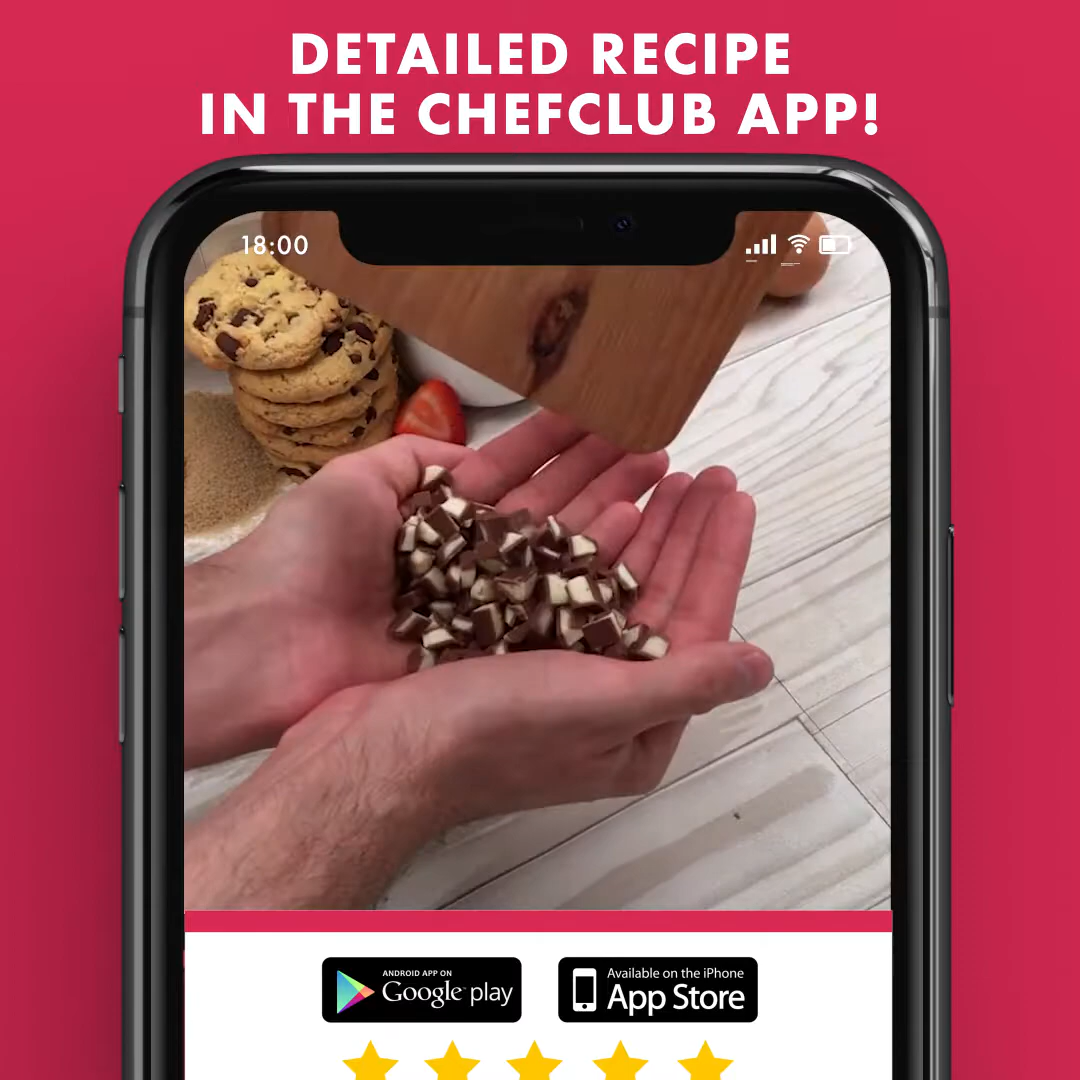 DETAILED RECIPE
IN THE CHEFCLUB APP!
18:00
ANDROID APP ON
Google play
Available on the iPhone
App Store